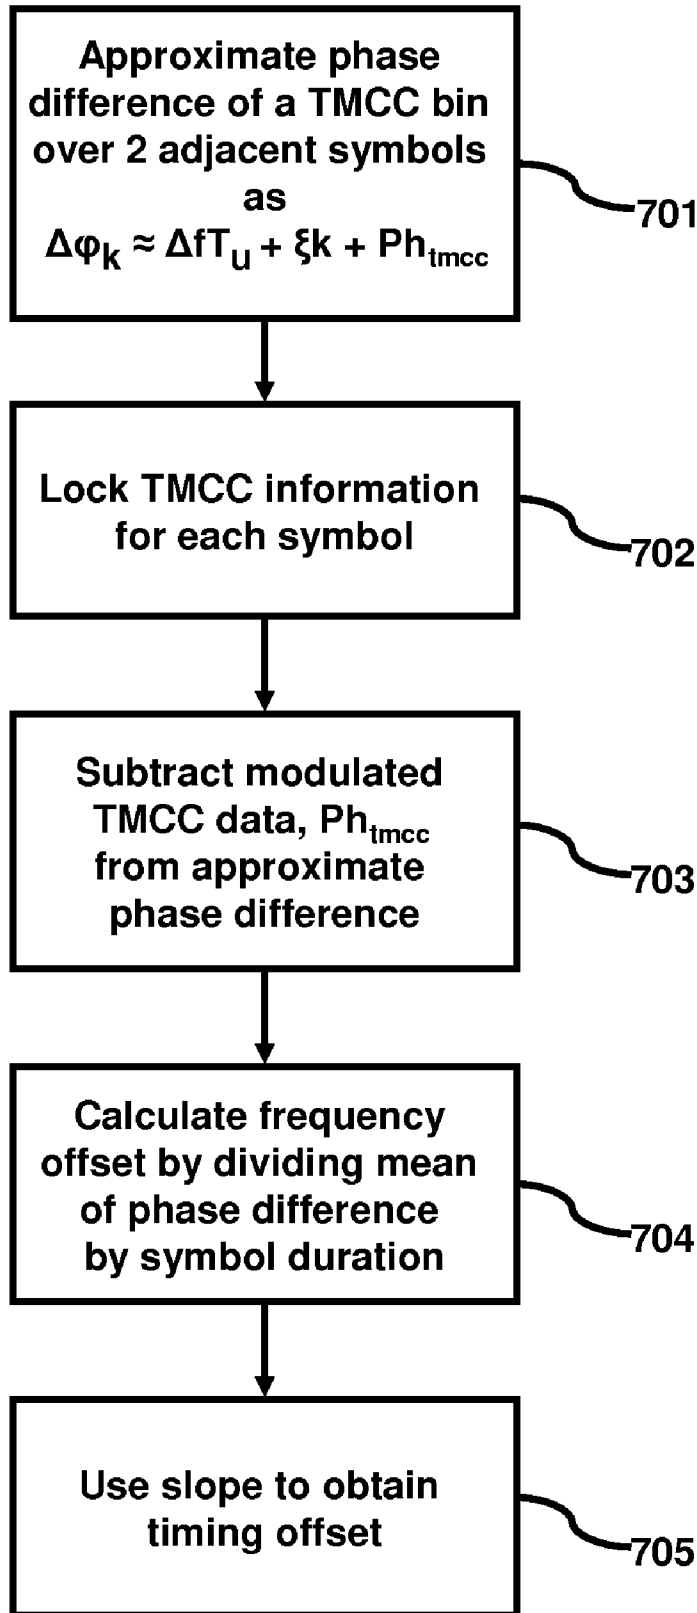 Approximate phase
difference of a TMCC bin
over 2 adjacent symbols
as
Δφₖ ≈ ΔfTᵤ + ξk + Phₜₘcc
701
Lock TMCC information
for each symbol
702
Subtract modulated
TMCC data, Phₜₘcc
from approximate
phase difference
703
Calculate frequency
offset by dividing mean
of phase difference
by symbol duration
704
Use slope to obtain
timing offset
705